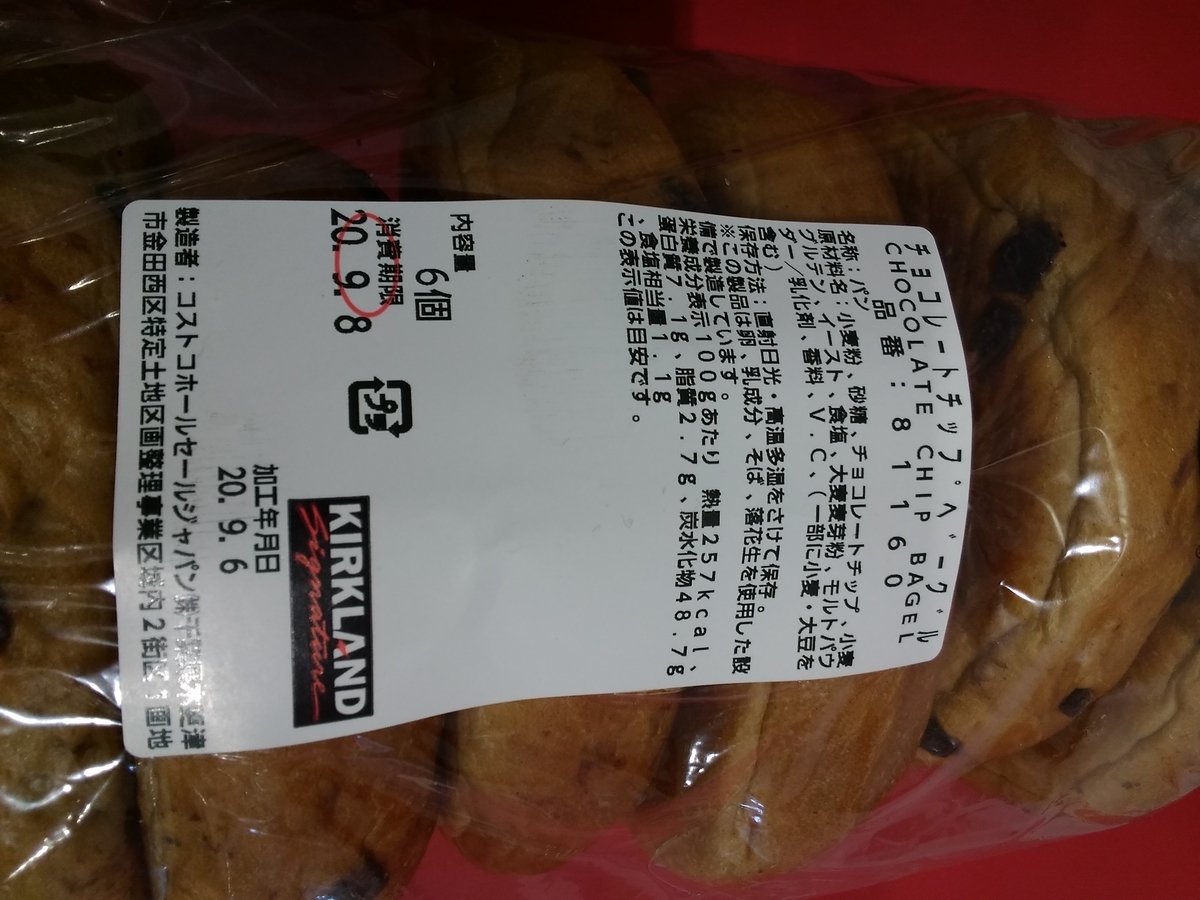 チョコレートチップ ベーグル
CHOCOLATE CHIP BAGEL
品番:81160
名称:パン
原材料名:小麦粉、砂糖、チョコレートチップ、小麦
グルテン、イースト、食塩、大麦麦芽粉、モルトパウ
ダー/乳化剤、香料、V.C、(一部に小麦・大豆を
含む)
保存方法:直射日光・高温多湿をさけて保存。
※この製品は卵、乳成分、そば、落花生を使用した設
備で製造しています。
栄養成分表示100gあたり 熱量257kcal、
蛋白質7.1g、脂質2.7g、炭水化物48.7g
、食塩相当量1.1g
この表示値は目安です。
内容量
6個
消費期限
20.9.8
プラ
KIRKLAND
Signature
加工年月日
20.9.6
製造者:コストコホールセールジャパン㈱千葉県木更津
市金田西区特定土地区画整理事業区域内2街区1画地